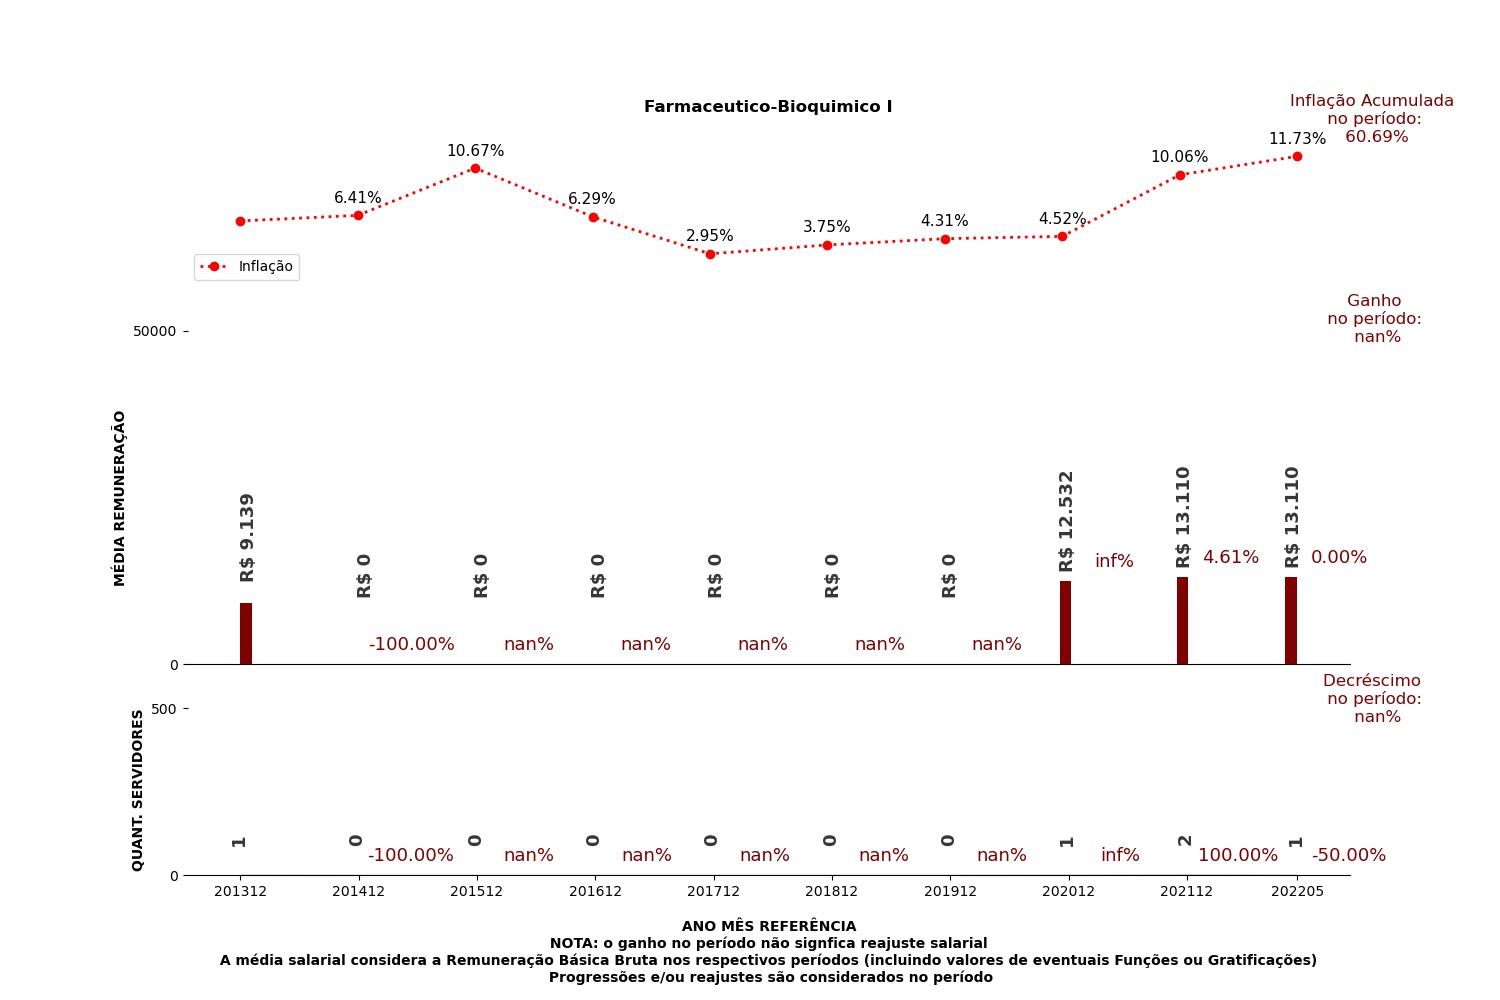 Farmaceutico-Bioquimico I
Inflação Acumulada
no período:
60.69%
6.41%
10.67%
6.29%
2.95%
3.75%
4.31%
4.52%
10.06%
11.73%
Inflação
Ganho
no período:
nan%
50000
0
MÉDIA REMUNERAÇÃO
R$ 9.139
R$ 0
R$ 0
R$ 0
R$ 0
R$ 0
R$ 0
R$ 12.532
R$ 13.110
R$ 13.110
-100.00%
nan%
nan%
nan%
nan%
nan%
inf%
4.61%
0.00%
Decréscimo
no período:
nan%
500
0
QUANT. SERVIDORES
1
0
0
0
0
0
0
1
2
1
-100.00%
nan%
nan%
nan%
nan%
nan%
inf%
100.00%
-50.00%
201312
201412
201512
201612
201712
201812
201912
202012
202112
202205
ANO MÊS REFERÊNCIA
NOTA: o ganho no período não signfica reajuste salarial
A média salarial considera a Remuneração Básica Bruta nos respectivos períodos (incluindo valores de eventuais Funções ou Gratificações)
Progressões e/ou reajustes são considerados no período